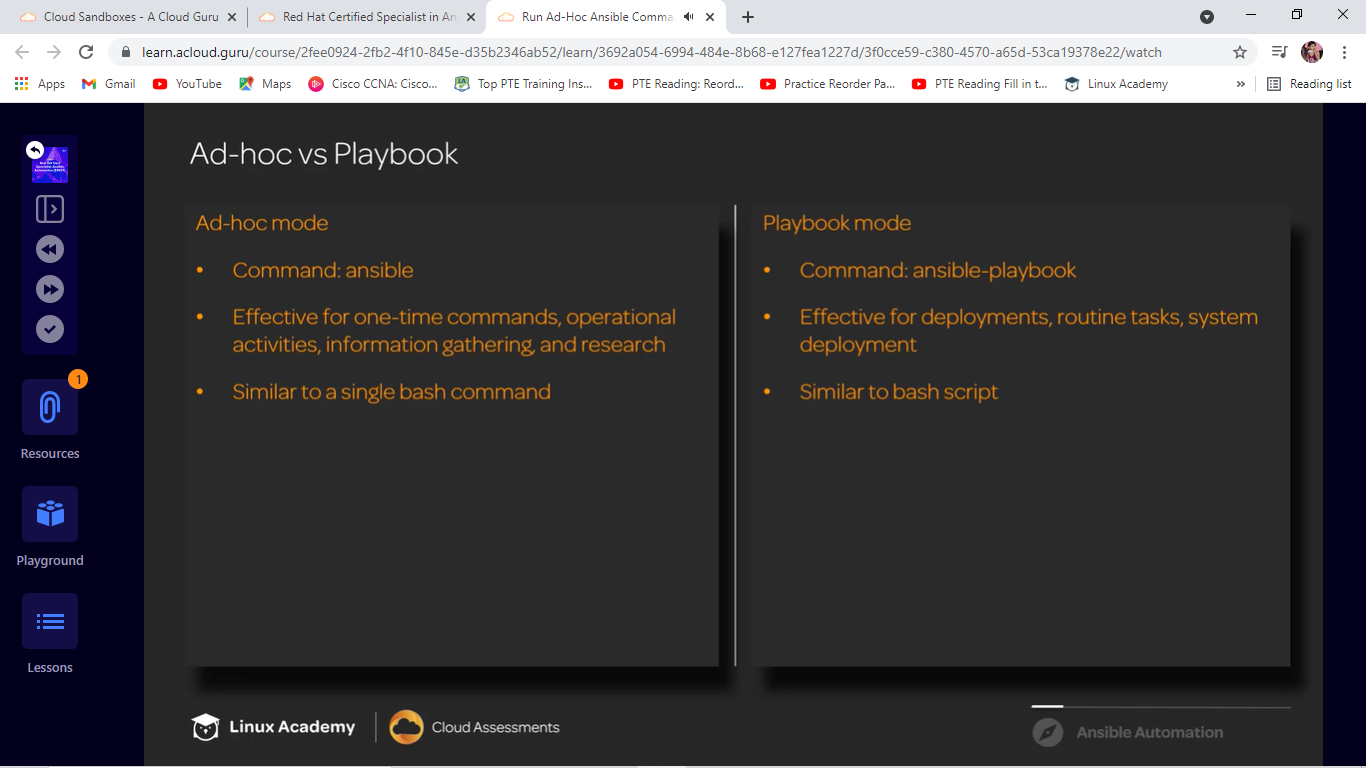 Cloud Sandboxes - A Cloud Guru
Red Hat Certified Specialist in An
Run Ad-Hoc Ansible Comma
learn.acloud.guru/course/2fee0924-2fb2-4f10-845e-d35b2346ab52/learn/3692a054-6994-484e-8b68-e127fea1227d/3f0cce59-c380-4570-a65d-53ca19378e22/watch
Apps Gmail YouTube Maps Cisco CCNA: Cisco... Top PTE Training Ins... PTE Reading: Reord... Practice Reorder Pa... PTE Reading Fill in t... Linux Academy » Reading list
Ad-hoc vs Playbook
Ad-hoc mode
• Command: ansible
• Effective for one-time commands, operational
activities, information gathering, and research
• Similar to a single bash command
Playbook mode
• Command: ansible-playbook
• Effective for deployments, routine tasks, system
deployment
• Similar to bash script
1
Resources
Playground
Lessons
Linux Academy
Cloud Assessments
Ansible Automation